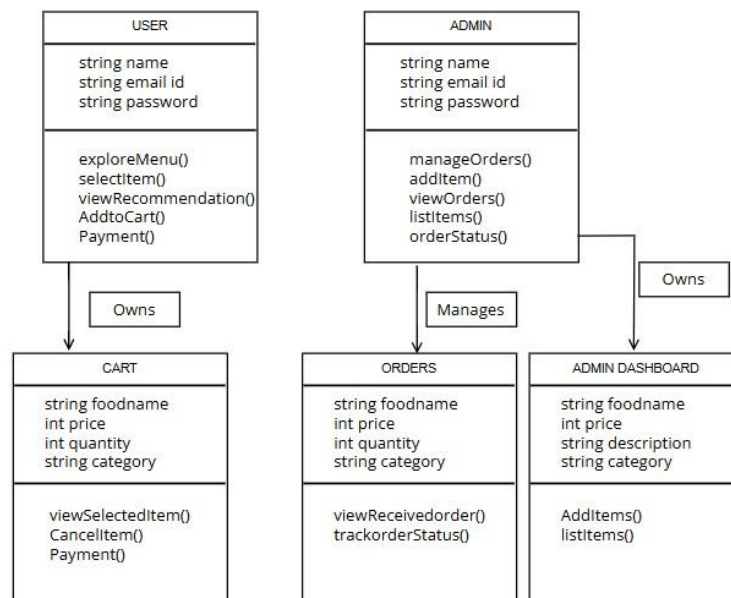 USER
string name
string email id
string password
exploreMenu()
selectItem()
viewRecommendation()
AddtoCart()
Payment()
ADMIN
string name
string email id
string password
manageOrders()
addItem()
viewOrders()
listItems()
orderStatus()
Owns
Manages
Owns
CART
string foodname
int price
int quantity
string category
viewSelectedItem()
CancelItem()
Payment()
ORDERS
string foodname
int price
int quantity
string category
viewReceivedorder()
trackorderStatus()
ADMIN DASHBOARD
string foodname
int price
string description
string category
AddItems()
listItems()